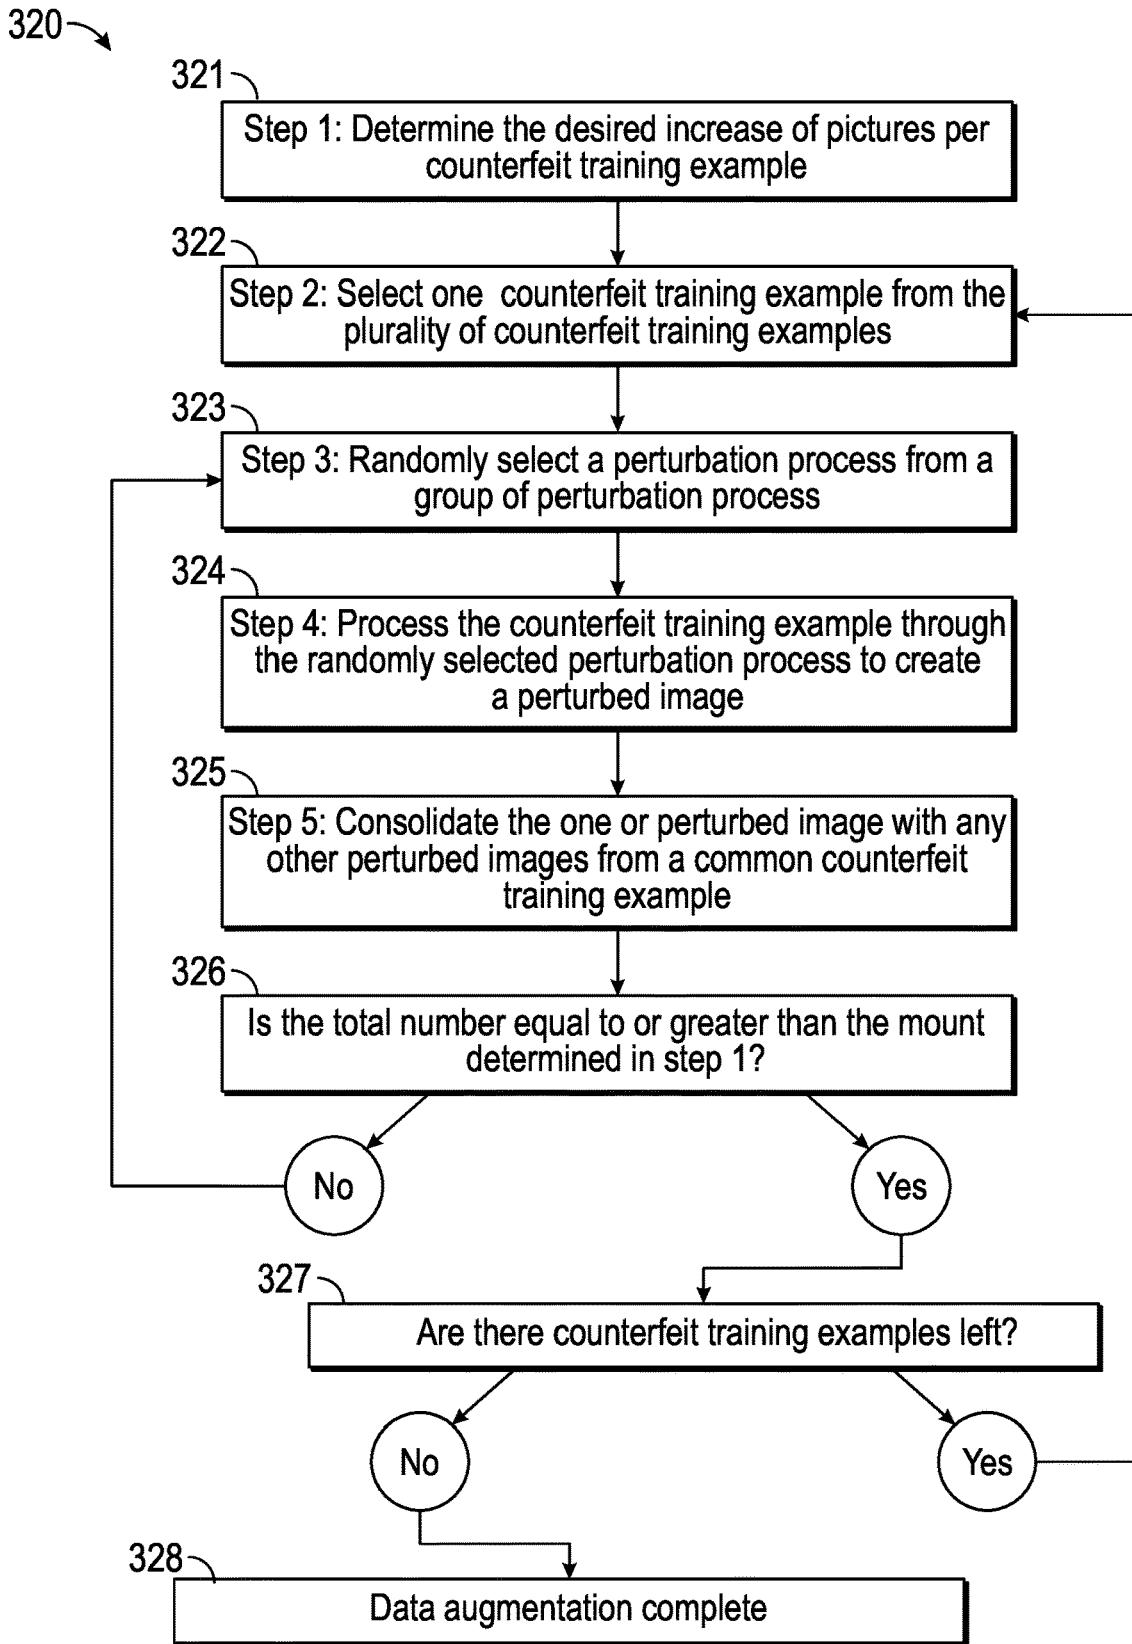 320
321
Step 1: Determine the desired increase of pictures per
counterfeit training example
322
Step 2: Select one counterfeit training example from the
plurality of counterfeit training examples
323
Step 3: Randomly select a perturbation process from a
group of perturbation process
324
Step 4: Process the counterfeit training example through
the randomly selected perturbation process to create
a perturbed image
325
Step 5: Consolidate the one or perturbed image with any
other perturbed images from a common counterfeit
training example
326
Is the total number equal to or greater than the mount
determined in step 1?
No
Yes
327
Are there counterfeit training examples left?
No
Yes
328
Data augmentation complete